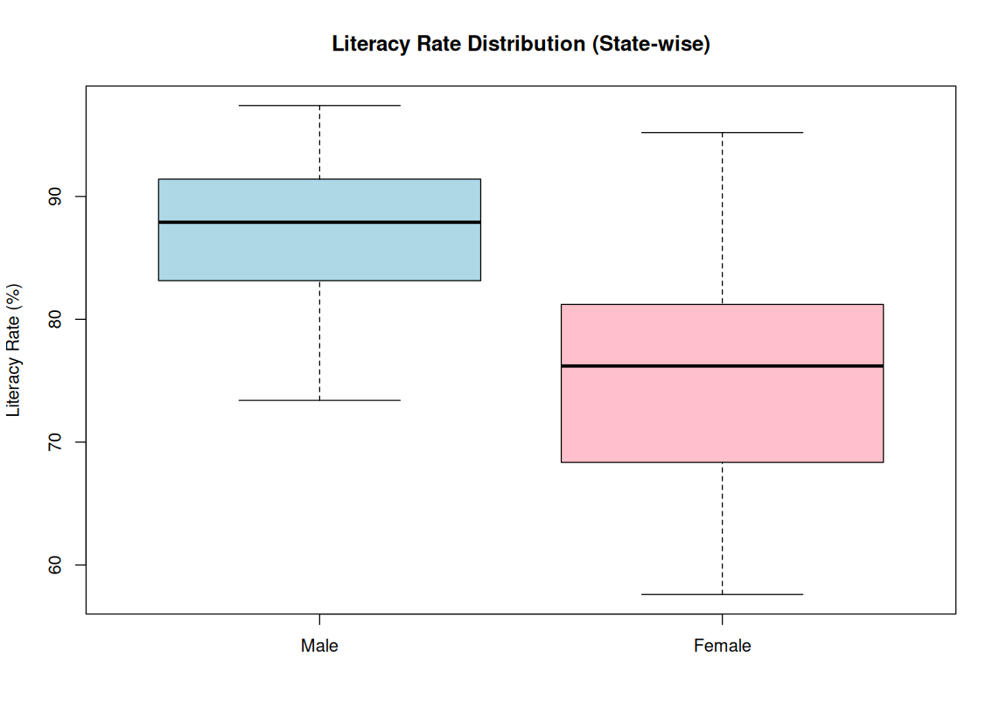 Literacy Rate Distribution (State-wise)
Literacy Rate (%)
90
80
70
60
Male
Female